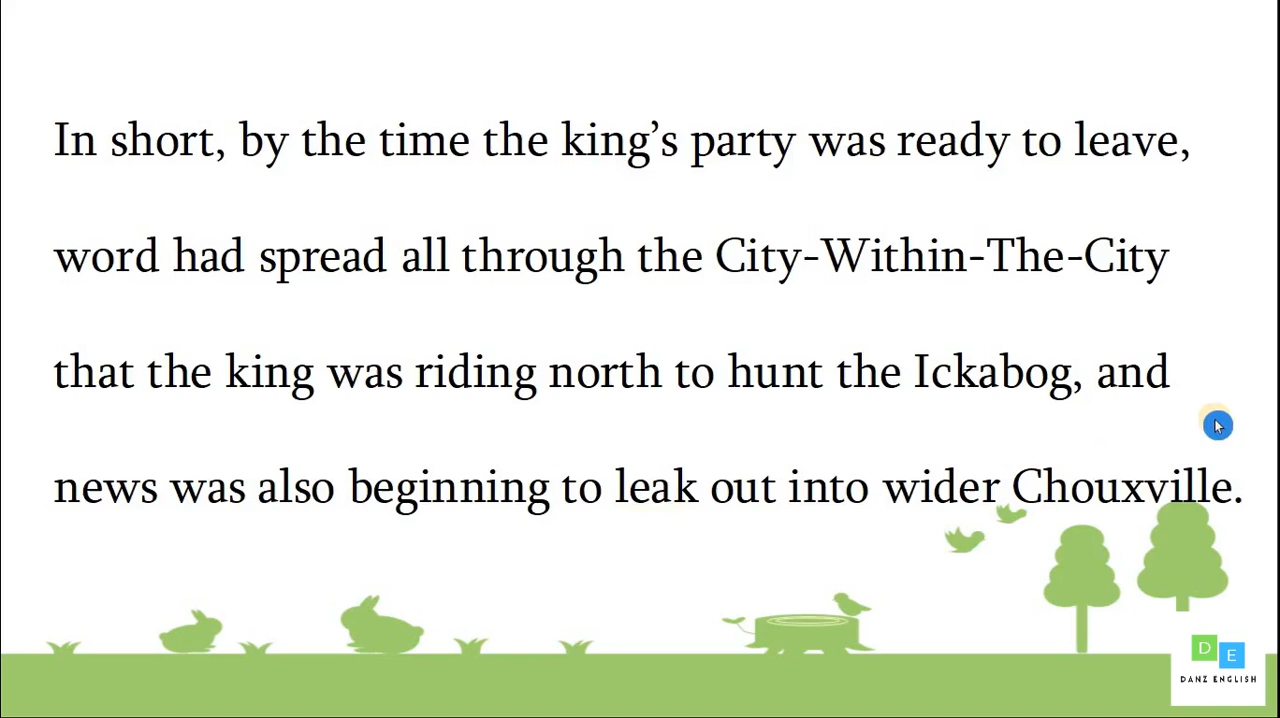 In short, by the time the king’s party was ready to leave,
word had spread all through the City-Within-The-City
that the king was riding north to hunt the Ickabog, and
news was also beginning to leak out into wider Chouxville.
D E
DANZ ENGLISH